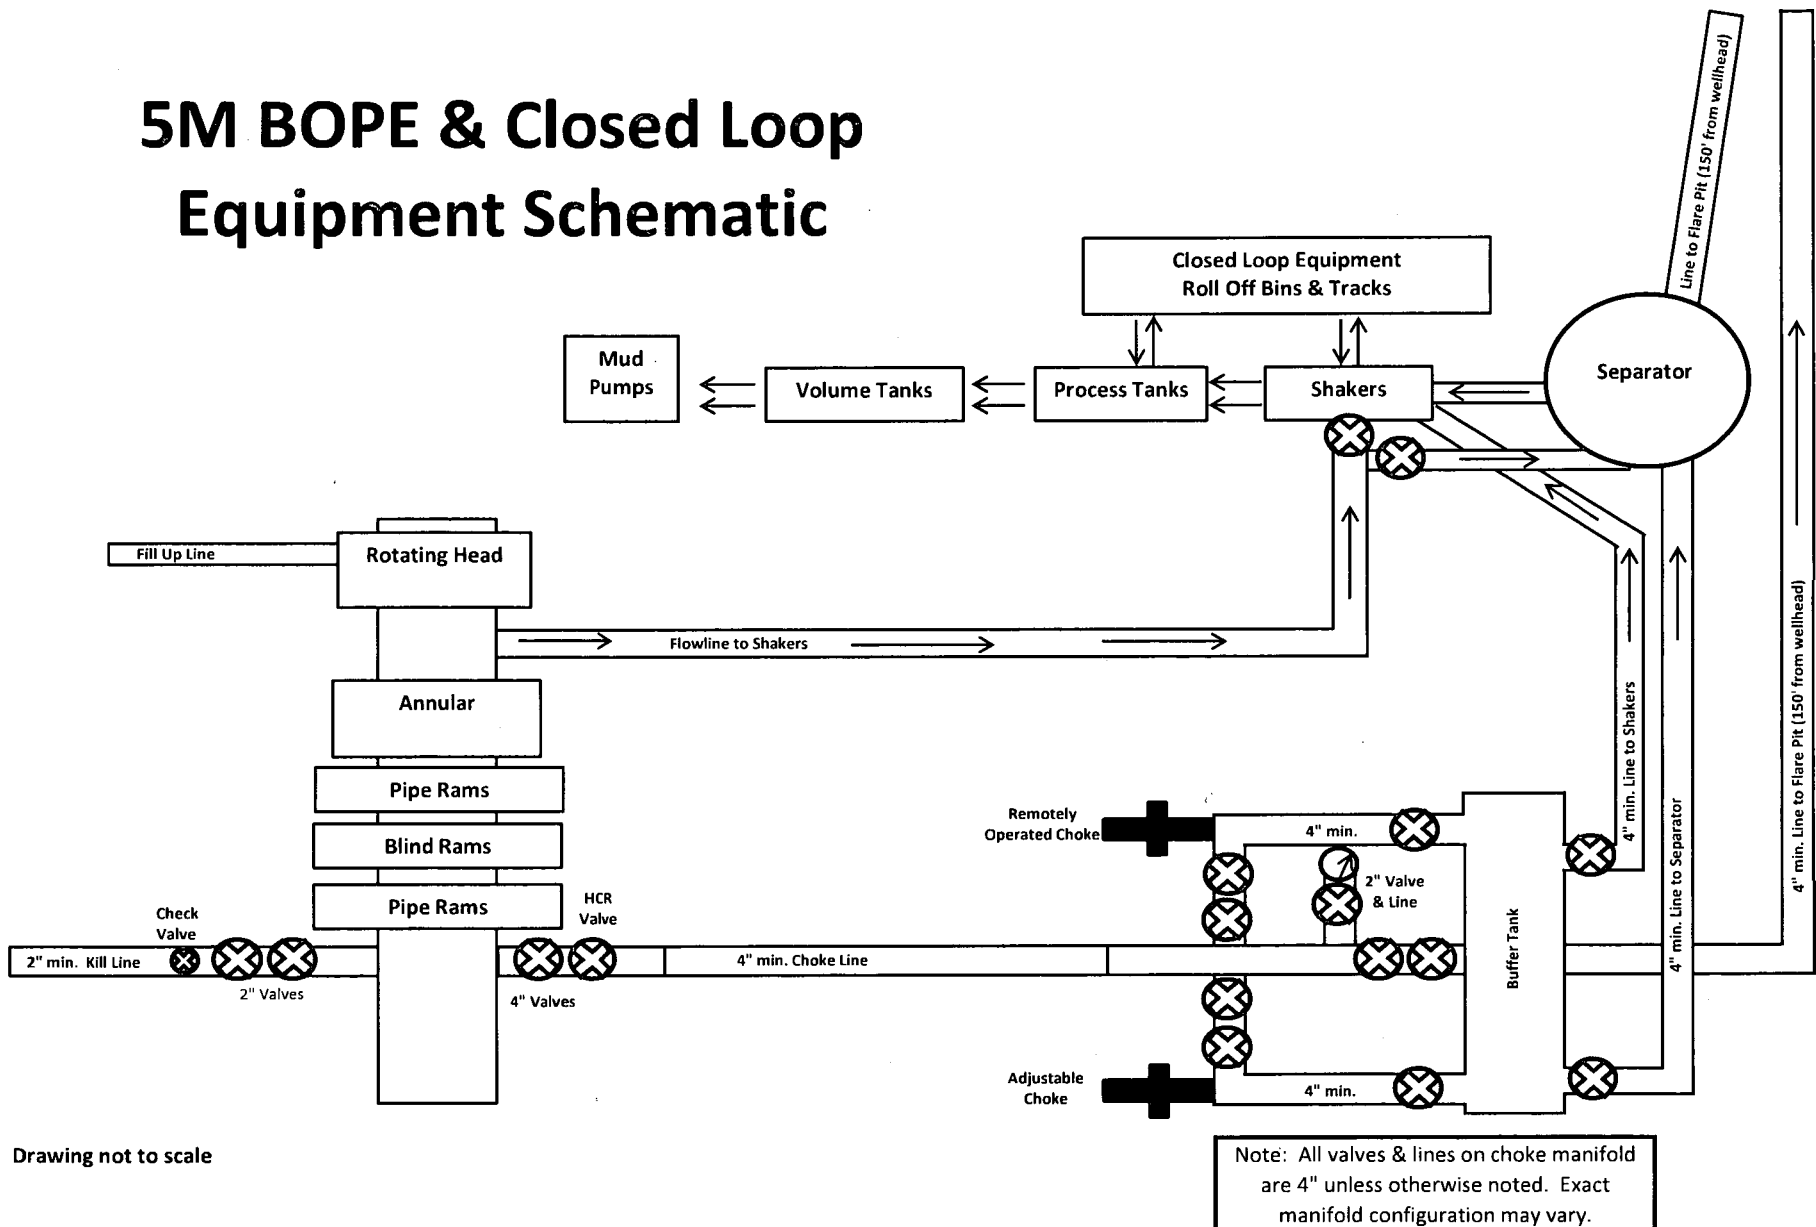 5M BOPE & Closed Loop
Equipment Schematic
Line to Flare Pit (150' from wellhead)
Closed Loop Equipment
Roll Off Bins & Tracks
Mud
Pumps
Volume Tanks
Process Tanks
Shakers
Separator
Fill Up Line
Rotating Head
Flowline to Shakers
Annular
Pipe Rams
Blind Rams
Pipe Rams
Check
Valve
HCR
Valve
2" min. Kill Line
2" Valves
4" Valves
4" min. Choke Line
Remotely
Operated Choke
4" min.
2" Valve
& Line
Buffer Tank
4" min. Line to Shakers
4" min. Line to Separator
4" min. Line to Flare Pit (150' from wellhead)
Adjustable
Choke
4" min.
Drawing not to scale
Note: All valves & lines on choke manifold
are 4" unless otherwise noted. Exact
manifold configuration may vary.